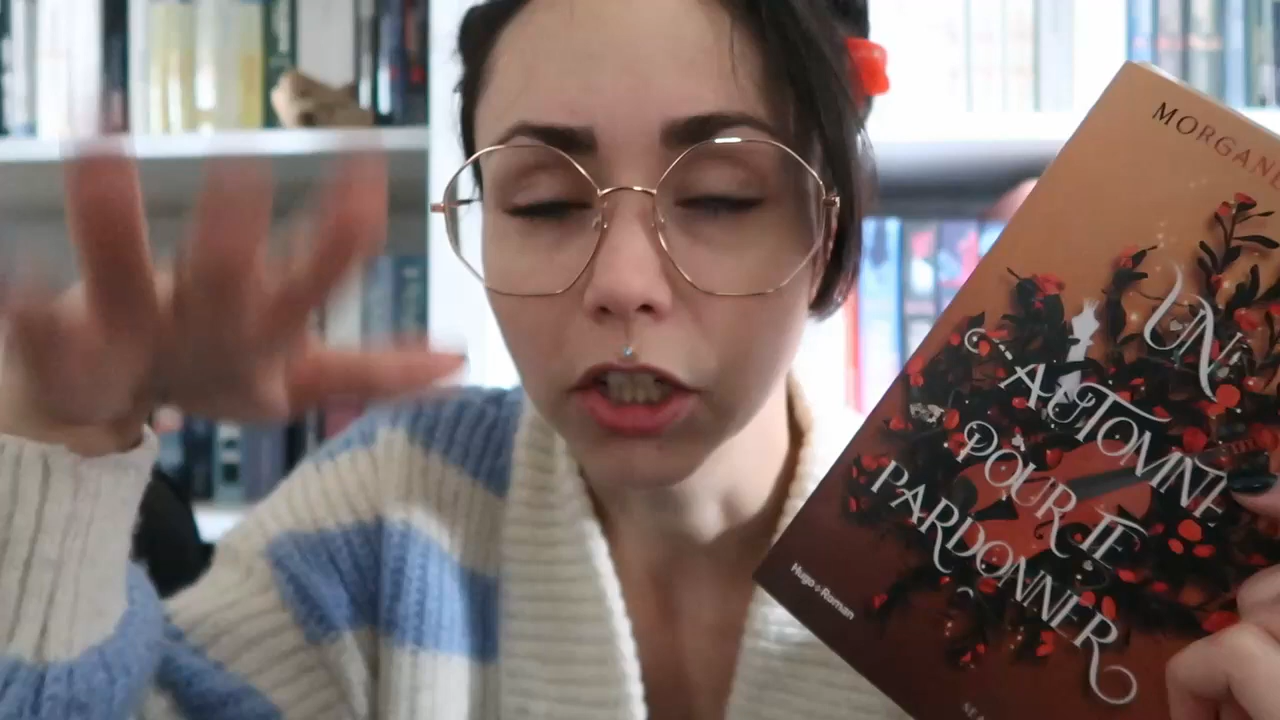 MORGANE
UN
AUTOMNE
POUR TE
PARDONNER
Hugo Roman